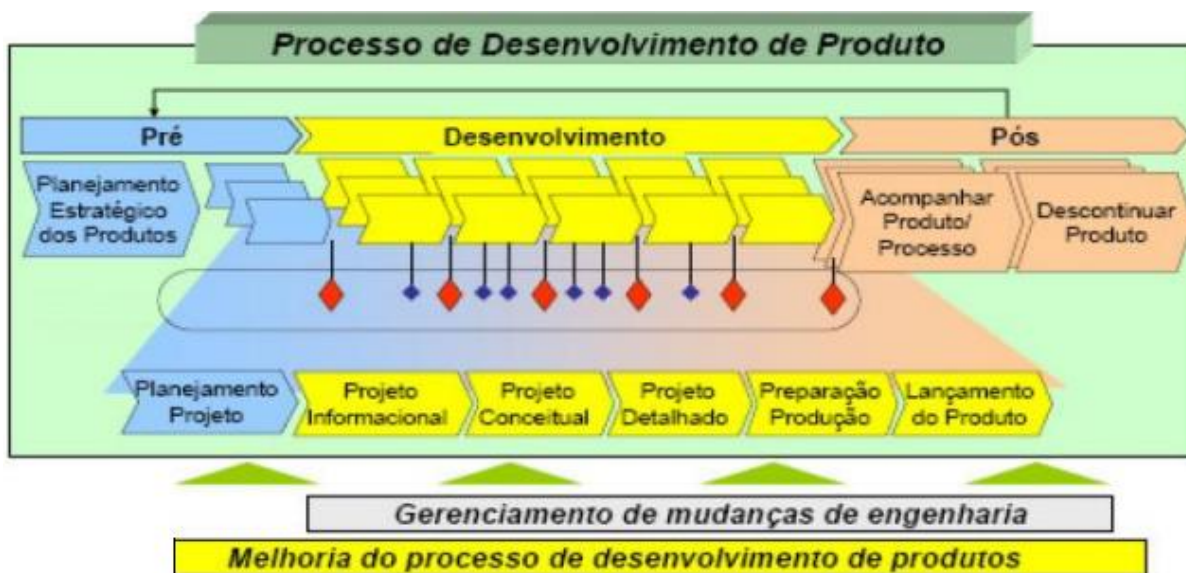 Processo de Desenvolvimento de Produto
Pré
Desenvolvimento
Pós
Planejamento
Estratégico
dos Produtos
Acompanhar
Produto/
Processo
Descontinuar
Produto
Planejamento
Projeto
Projeto
Informacional
Projeto
Conceitual
Projeto
Detalhado
Preparação
Produção
Lançamento
do Produto
Gerenciamento de mudanças de engenharia
Melhoria do processo de desenvolvimento de produtos